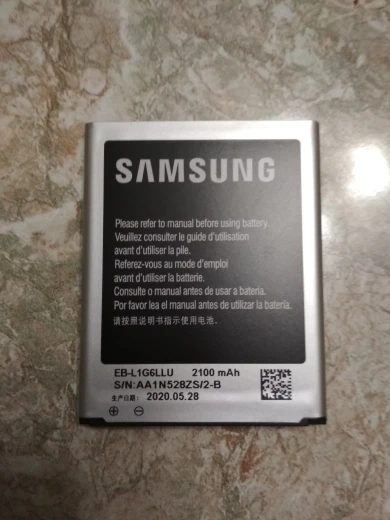 SAMSUNG
Please refer to manual before using battery.
Veuillez consulter le guide d'utilisation
avant d'utiliser la pile.
Referez-vous au mode d'emploi
avant d'utiliser la batterie.
Consulte o manual antes de usar a bateria.
Por favor lea el manual antes de utilizar la batería.
请按照说明书指示使用电池.
EB-L1G6LLU 2100 mAh
S/N:AA1N528ZS/2-B
生产日期: 2020.05.28